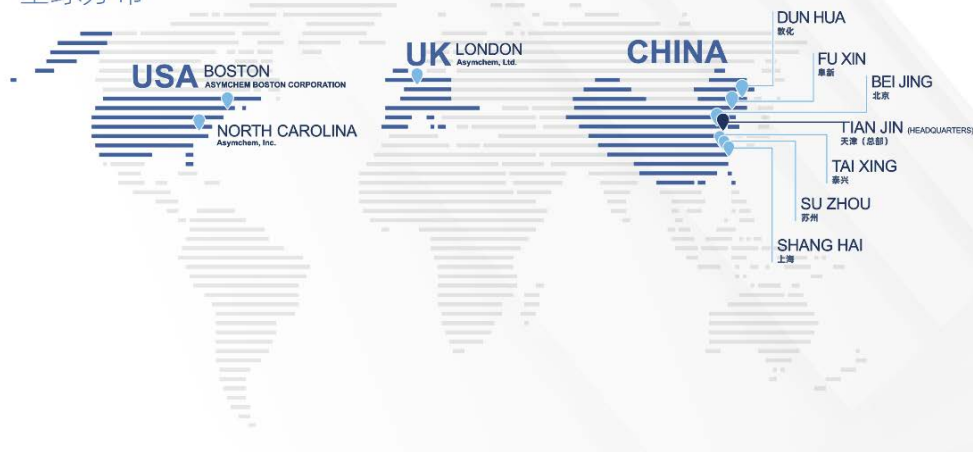 USA
BOSTON
ASYMCHEM BOSTON CORPORATION
NORTH CAROLINA
Asymchem, Inc.
UK
LONDON
Asymchem, Ltd.
CHINA
DUN HUA
敦化
FU XIN
阜新
BEI JING
北京
TIAN JIN (HEADQUARTERS)
天津（总部）
TAI XING
泰兴
SU ZHOU
苏州
SHANG HAI
上海